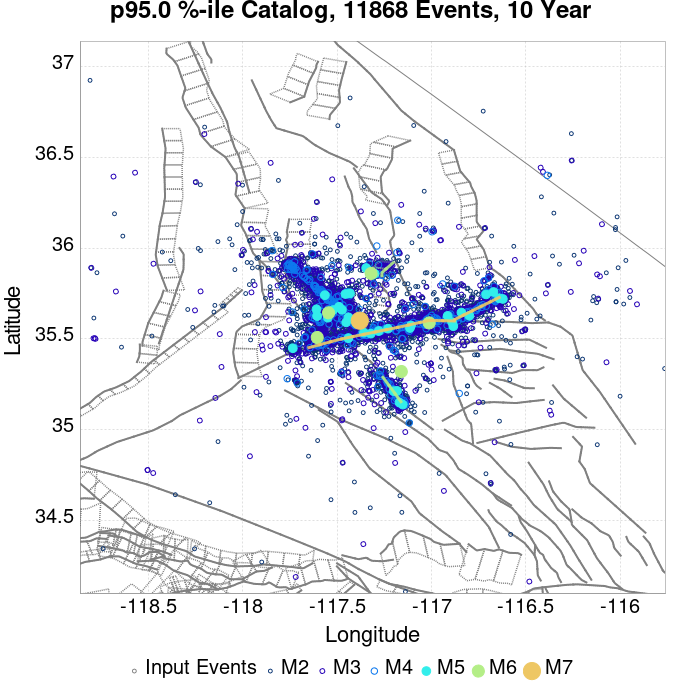 p95.0 %-ile Catalog, 11868 Events, 10 Year
37
36.5
36
35.5
35
34.5
Latitude
-118.5 -118 -117.5 -117 -116.5 -116
Longitude
Input Events M2 M3 M4 M5 M6 M7